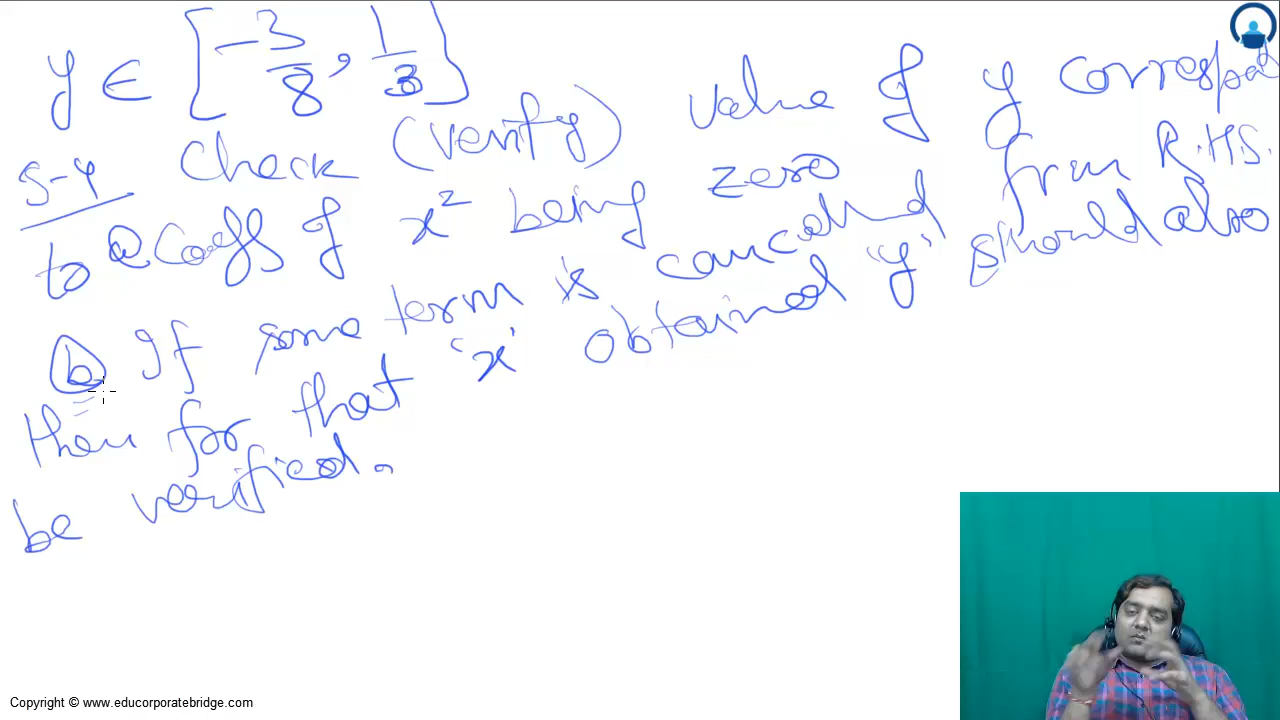 y ∈ [-3/8, 1/3]
S-4 Check (verify) value of y correspo
to @ Coeff of x² being zero
(b) If some term is cancelled from R.H.S.
then for that 'x' obtained 'y' should also
be verified.
Copyright © www.educorporatebridge.com